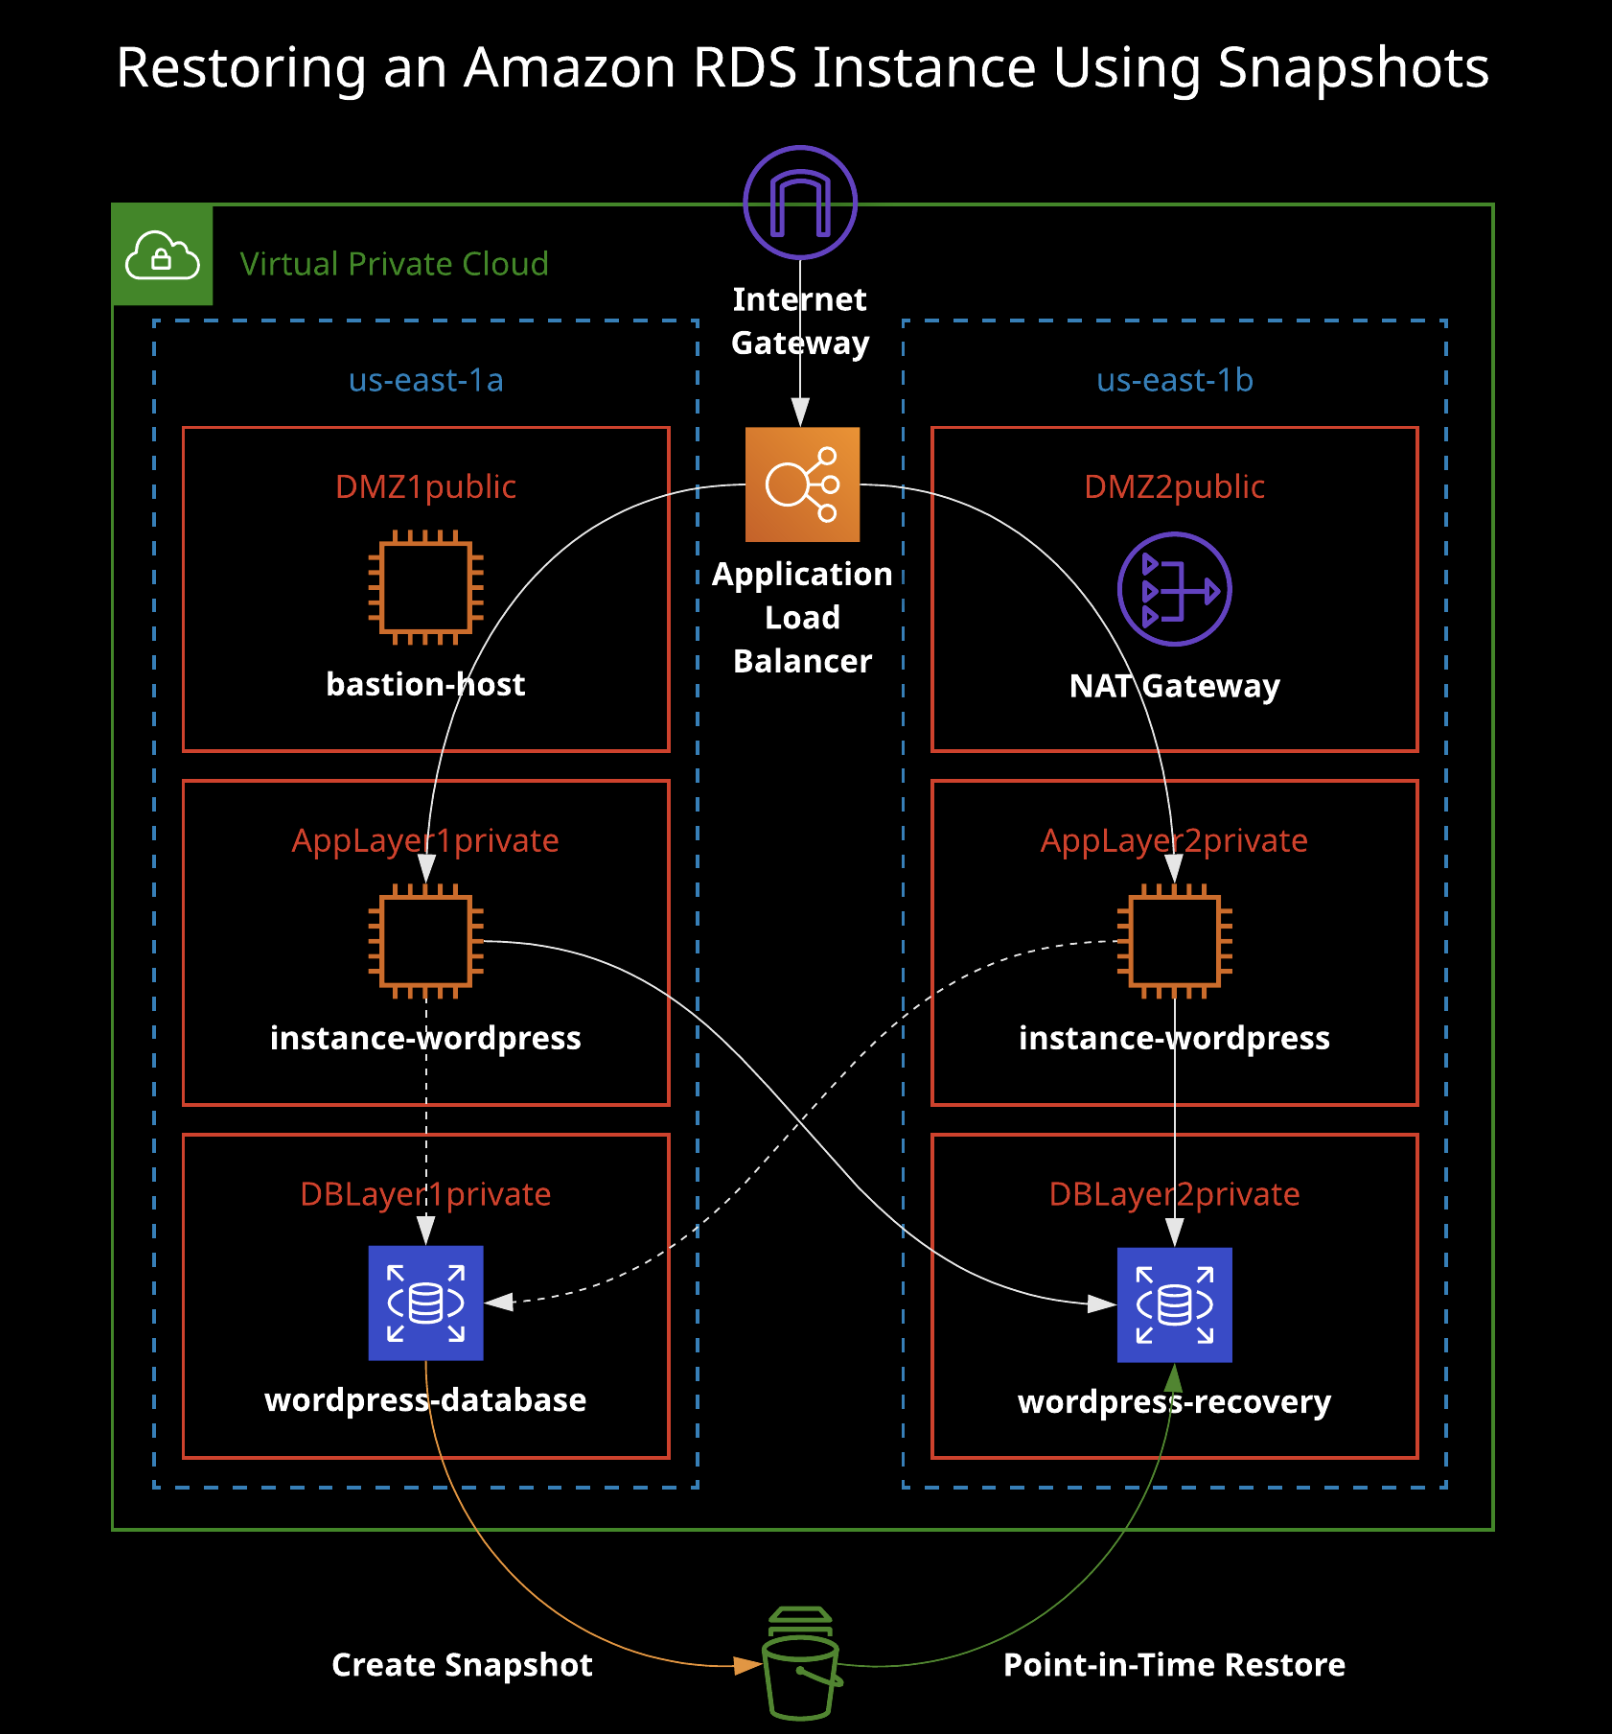 Restoring an Amazon RDS Instance Using Snapshots
Virtual Private Cloud
Internet
Gateway
us-east-1a
us-east-1b
DMZ1public
DMZ2public
Application
Load
Balancer
bastion-host
NAT Gateway
AppLayer1private
AppLayer2private
instance-wordpress
instance-wordpress
DBLayer1private
DBLayer2private
wordpress-database
wordpress-recovery
Create Snapshot
Point-in-Time Restore